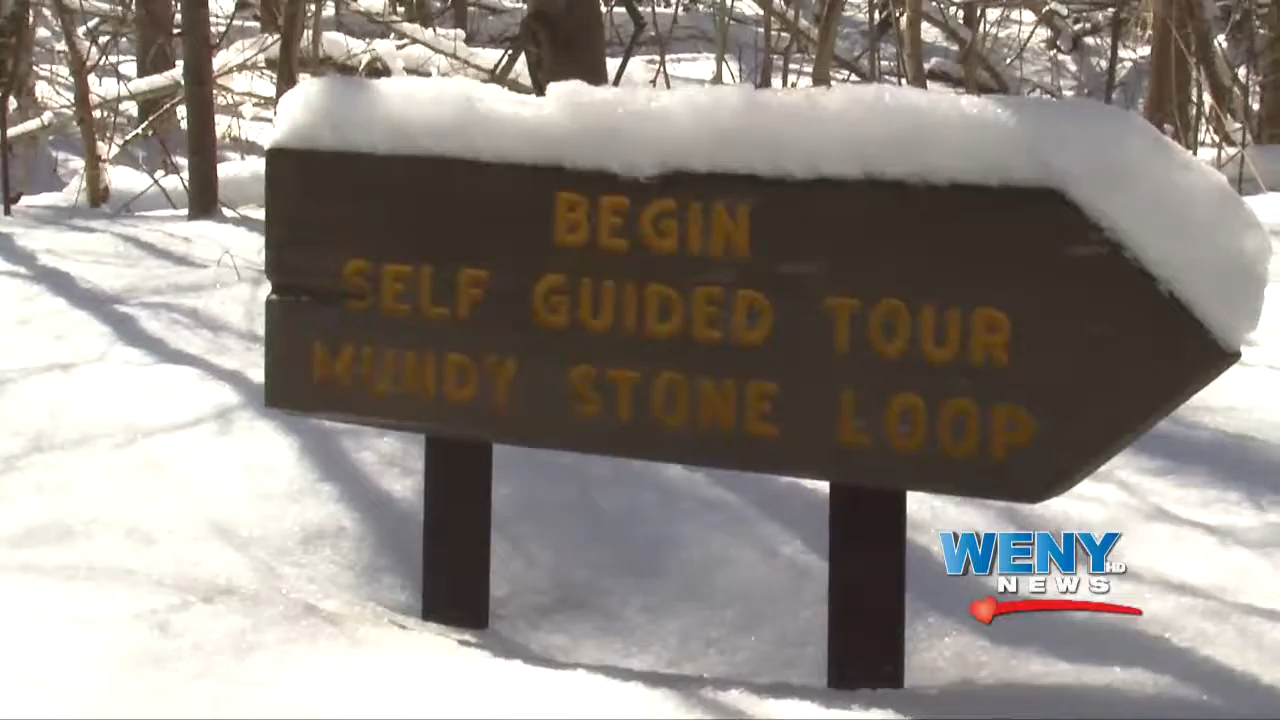 BEGIN
SELF GUIDED TOUR
MUNDY STONE LOOP
WENY HD
NEWS